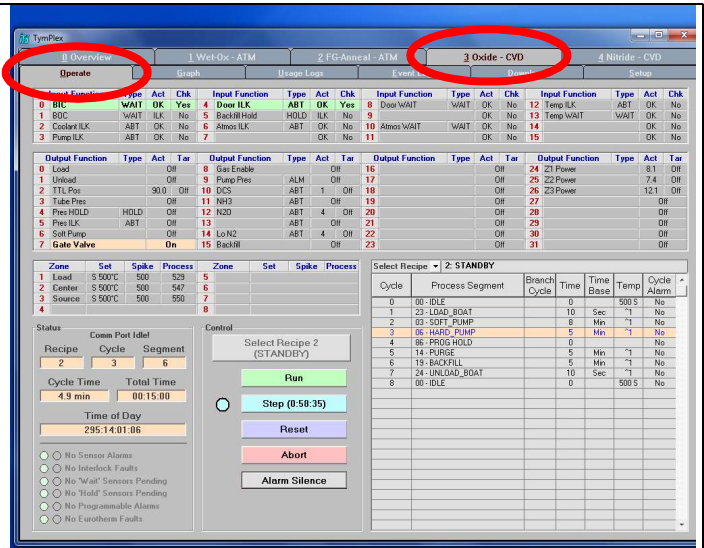 TymPlex
0 Overview 1 Wet-Ox - ATM 2 FG-Anneal - ATM 3 Oxide - CVD 4 Nitride - CVD
Operate Graph Usage Logs Setup
Input Function Type Act Chk Input Function Type Act Chk Input Function Type Act Chk Input Function Type Act Chk
0 BIC WAIT OK Yes 4 Door ILK ABT OK Yes 8 Door WAIT WAIT OK No 12 Temp ILK ABT OK No
1 BOC WAIT ILK No 5 Backfill Hold HOLD ILK No 9 OK No 13 Temp WAIT WAIT OK No
2 Coolant ILK ABT OK No 6 Atmos ILK ABT OK No 10 Atmos WAIT WAIT OK No 14 OK No
3 Pump ILK ABT OK No 7 OK No 11 OK No 15 OK No
Output Function Type Act Tar Output Function Type Act Tar Output Function Type Act Tar Output Function Type Act Tar
0 Load Off 8 Gas Enable Off 16 Off 24 Z1 Power 8.1 Off
1 Unload Off 9 Pump Pres ALM Off 17 Off 25 Z2 Power 7.4 Off
2 TTL Pos 90.0 Off 10 DCS ABT 1 Off 18 Off 26 Z3 Power 12.1 Off
3 Tube Pres Off 11 NH3 ABT Off 19 Off 27 Off
4 Pres HOLD HOLD Off 12 N2O ABT 4 Off 20 Off 28 Off
5 Pres ILK ABT Off 13 ABT Off 21 Off 29 Off
6 Soft Pump Off 14 Lo N2 ABT 4 Off 22 Off 30 Off
7 Gate Valve On 15 Backfill Off 23 Off 31 Off
Zone Set Spike Process Zone Set Spike Process
1 Load S 500°C 500 529 5
2 Center S 500°C 500 547 6
3 Source S 500°C 500 550 7
4 8
Select Recipe 2: STANDBY
Cycle Process Segment Branch Cycle Time Time Base Temp Cycle Alarm
0 00 - IDLE 0 500 S No
1 23 - LOAD_BOAT 10 Sec ^1 No
2 03 - SOFT_PUMP 8 Min ^1 No
3 06 - HARD_PUMP 5 Min ^1 No
4 86 - PROG HOLD 0 No
5 14 - PURGE 5 Min ^1 No
6 19 - BACKFILL 5 Min ^1 No
7 24 - UNLOAD_BOAT 10 Sec ^1 No
8 00 - IDLE 0 500 S No
Status
Comm Port Idle!
Recipe Cycle Segment
2 3 6
Cycle Time Total Time
4.9 min 00:15:00
Time of Day
295:14:01:06
No Sensor Alarms
No Interlock Faults
No 'Wait' Sensors Pending
No 'Hold' Sensors Pending
No Programmable Alarms
No Eurotherm Faults
Control
Select Recipe 2
(STANDBY)
Run
Step (0:58:35)
Reset
Abort
Alarm Silence